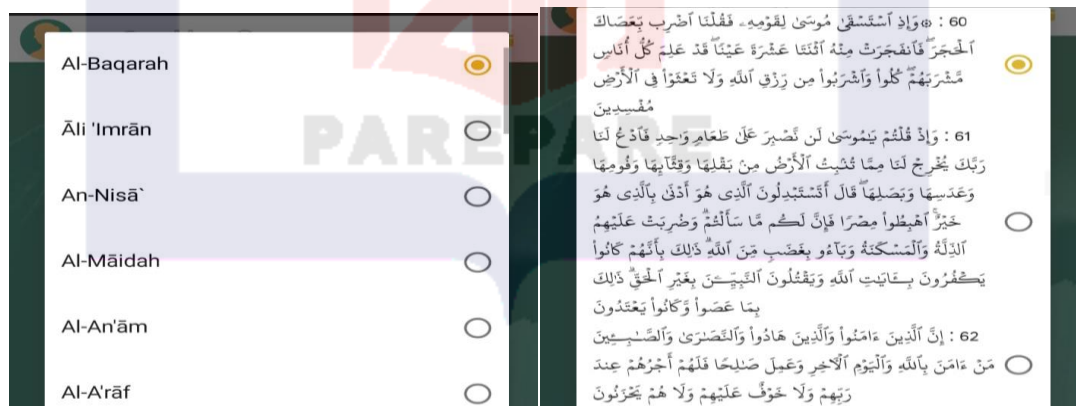 Al-Baqarah
Āli 'Imrān
An-Nisā`
Al-Māidah
Al-An'ām
Al-A'rāf
60 : ۞ وَإِذِ ٱسْتَسْقَىٰ مُوسَىٰ لِقَوْمِهِۦ فَقُلْنَا ٱضْرِب بِّعَصَاكَ
ٱلْحَجَرَۖ فَٱنفَجَرَتْ مِنْهُ ٱثْنَتَا عَشْرَةَ عَيْنًاۖ قَدْ عَلِمَ كُلُّ أُنَاسٍ
مَّشْرَبَهُمْۖ كُلُوا۟ وَٱشْرَبُوا۟ مِن رِّزْقِ ٱللَّهِ وَلَا تَعْثَوْا۟ فِى ٱلْأَرْضِ
مُفْسِدِينَ
61 : وَإِذْ قُلْتُمْ يَٰمُوسَىٰ لَن نَّصْبِرَ عَلَىٰ طَعَامٍ وَٰحِدٍ فَٱدْعُ لَنَا
رَبَّكَ يُخْرِجْ لَنَا مِمَّا تُنۢبِتُ ٱلْأَرْضُ مِنۢ بَقْلِهَا وَقِثَّآئِهَا وَفُومِهَا
وَعَدَسِهَا وَبَصَلِهَاۖ قَالَ أَتَسْتَبْدِلُونَ ٱلَّذِى هُوَ أَدْنَىٰ بِٱلَّذِى هُوَ
خَيْرٌۚ ٱهْبِطُوا۟ مِصْرًا فَإِنَّ لَكُم مَّا سَأَلْتُمْۗ وَضُرِبَتْ عَلَيْهِمُ
ٱلذِّلَّةُ وَٱلْمَسْكَنَةُ وَبَآءُو بِغَضَبٍ مِّنَ ٱللَّهِۗ ذَٰلِكَ بِأَنَّهُمْ كَانُوا۟
يَكْفُرُونَ بِـَٔايَٰتِ ٱللَّهِ وَيَقْتُلُونَ ٱلنَّبِيِّـۧنَ بِغَيْرِ ٱلْحَقِّۗ ذَٰلِكَ
بِمَا عَصَوا۟ وَّكَانُوا۟ يَعْتَدُونَ
62 : إِنَّ ٱلَّذِينَ ءَامَنُوا۟ وَٱلَّذِينَ هَادُوا۟ وَٱلنَّصَٰرَىٰ وَٱلصَّٰبِـِٔينَ
مَنْ ءَامَنَ بِٱللَّهِ وَٱلْيَوْمِ ٱلْءَاخِرِ وَعَمِلَ صَٰلِحًا فَلَهُمْ أَجْرُهُمْ عِندَ
رَبِّهِمْ وَلَا خَوْفٌ عَلَيْهِمْ وَلَا هُمْ يَحْزَنُونَ
PAREPARE